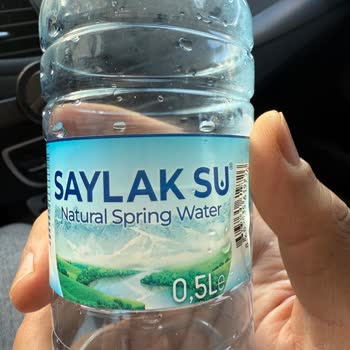 SAYLAK SU®
Natural Spring Water
0,5L℮